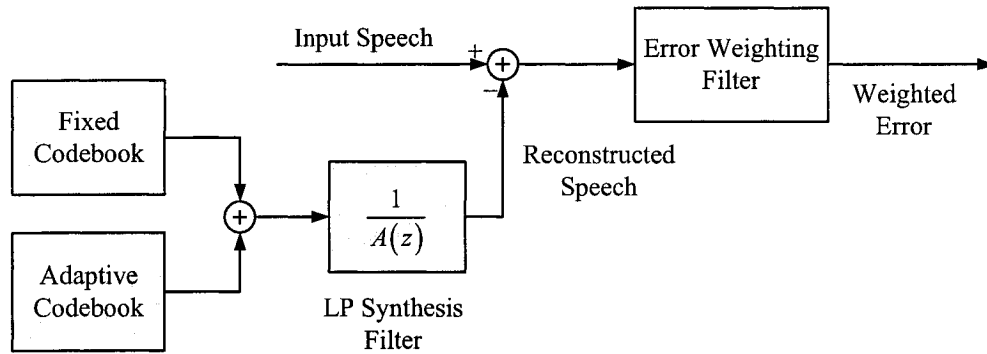 Input Speech
+
+
−
Error Weighting
Filter
Weighted
Error
Fixed
Codebook
Reconstructed
Speech
+
1
A(z)
Adaptive
Codebook
LP Synthesis
Filter